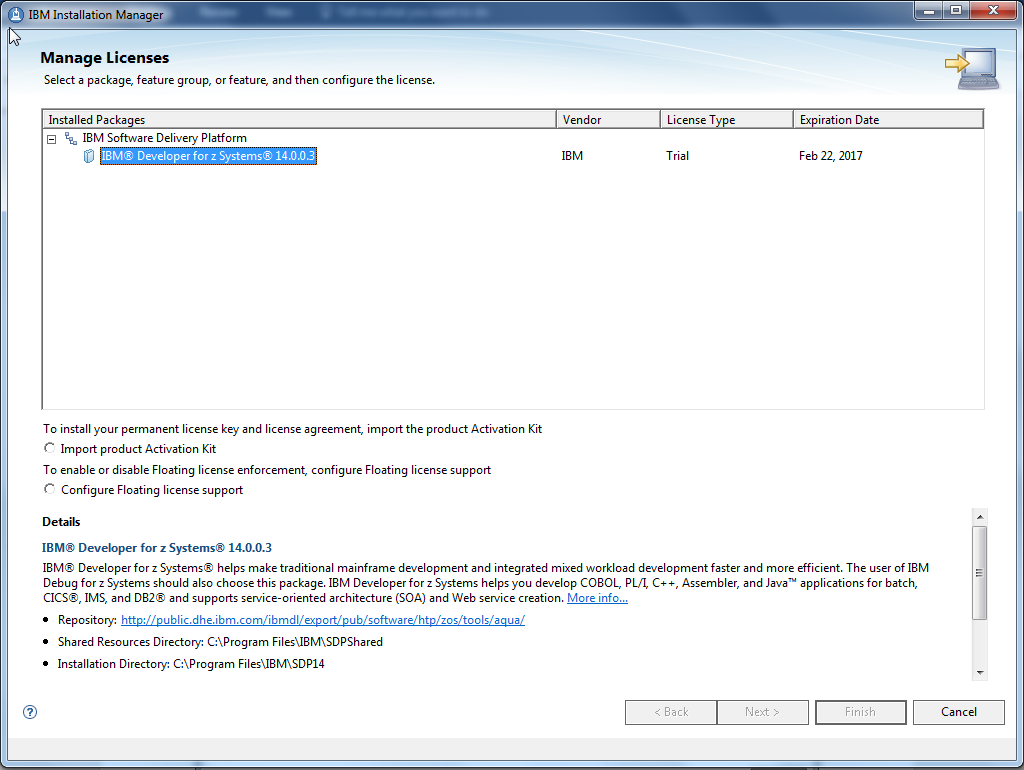 IBM Installation Manager
Manage Licenses
Select a package, feature group, or feature, and then configure the license.
Installed Packages Vendor License Type Expiration Date
IBM Software Delivery Platform
IBM® Developer for z Systems® 14.0.0.3 IBM Trial Feb 22, 2017
To install your permanent license key and license agreement, import the product Activation Kit
Import product Activation Kit
To enable or disable Floating license enforcement, configure Floating license support
Configure Floating license support
Details
IBM® Developer for z Systems® 14.0.0.3
IBM® Developer for z Systems® helps make traditional mainframe development and integrated mixed workload development faster and more efficient. The user of IBM
Debug for z Systems should also choose this package. IBM Developer for z Systems helps you develop COBOL, PL/I, C++, Assembler, and Java™ applications for batch,
CICS®, IMS, and DB2® and supports service-oriented architecture (SOA) and Web service creation. More info...
• Repository: http://public.dhe.ibm.com/ibmdl/export/pub/software/htp/zos/tools/aqua/
• Shared Resources Directory: C:\Program Files\IBM\SDPShared
• Installation Directory: C:\Program Files\IBM\SDP14
< Back Next > Finish Cancel